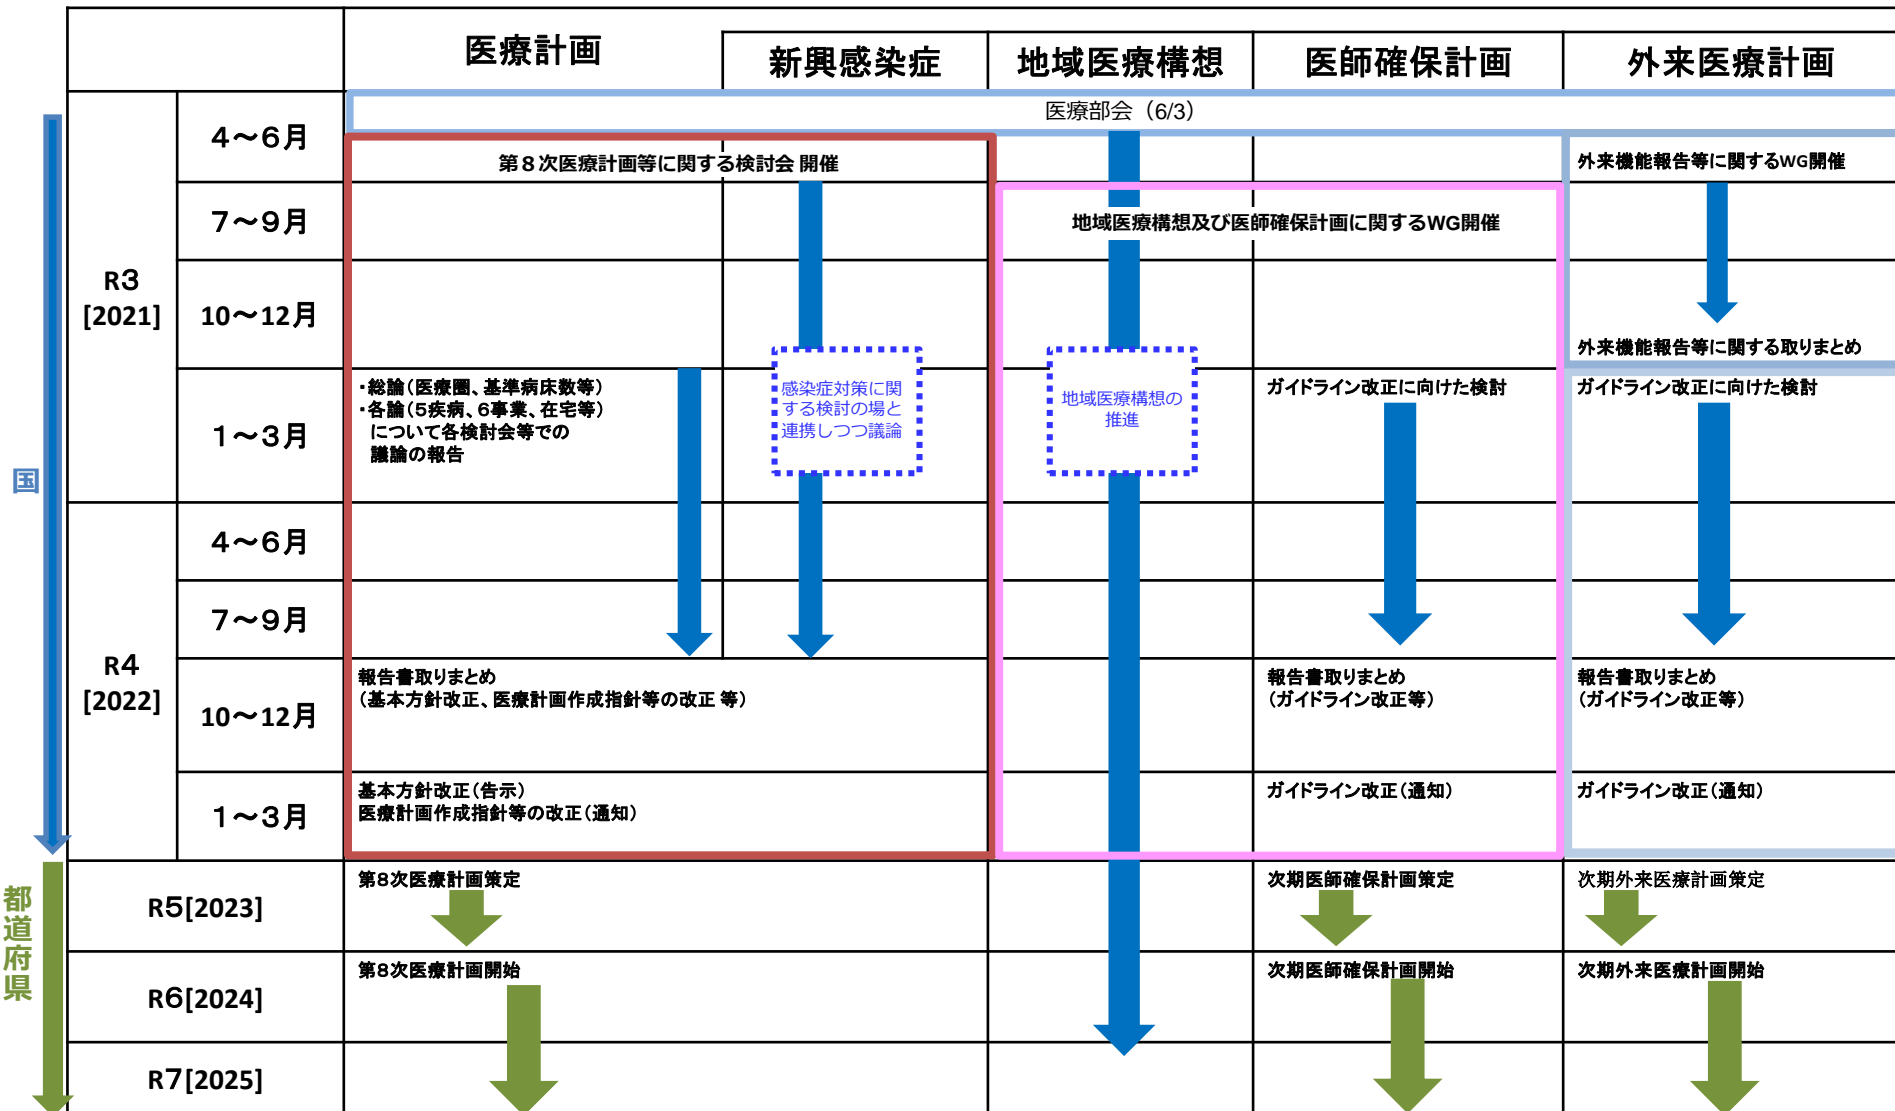 医療計画
新興感染症
地域医療構想
医師確保計画
外来医療計画
国
都道府県
R3
[2021]
4～6月
医療部会（6/3）
第８次医療計画等に関する検討会 開催
外来機能報告等に関するWG開催
7～9月
地域医療構想及び医師確保計画に関するWG開催
10～12月
外来機能報告等に関する取りまとめ
1～3月
・総論（医療圏、基準病床数等）
・各論（5疾病、6事業、在宅等）
について各検討会等での
議論の報告
感染症対策に関
する検討の場と
連携しつつ議論
地域医療構想の
推進
ガイドライン改正に向けた検討
ガイドライン改正に向けた検討
R4
[2022]
4～6月
7～9月
10～12月
報告書取りまとめ
（基本方針改正、医療計画作成指針等の改正 等）
報告書取りまとめ
（ガイドライン改正等）
報告書取りまとめ
（ガイドライン改正等）
1～3月
基本方針改正（告示）
医療計画作成指針等の改正（通知）
ガイドライン改正（通知）
ガイドライン改正（通知）
R5[2023]
第8次医療計画策定
次期医師確保計画策定
次期外来医療計画策定
R6[2024]
第8次医療計画開始
次期医師確保計画開始
次期外来医療計画開始
R7[2025]